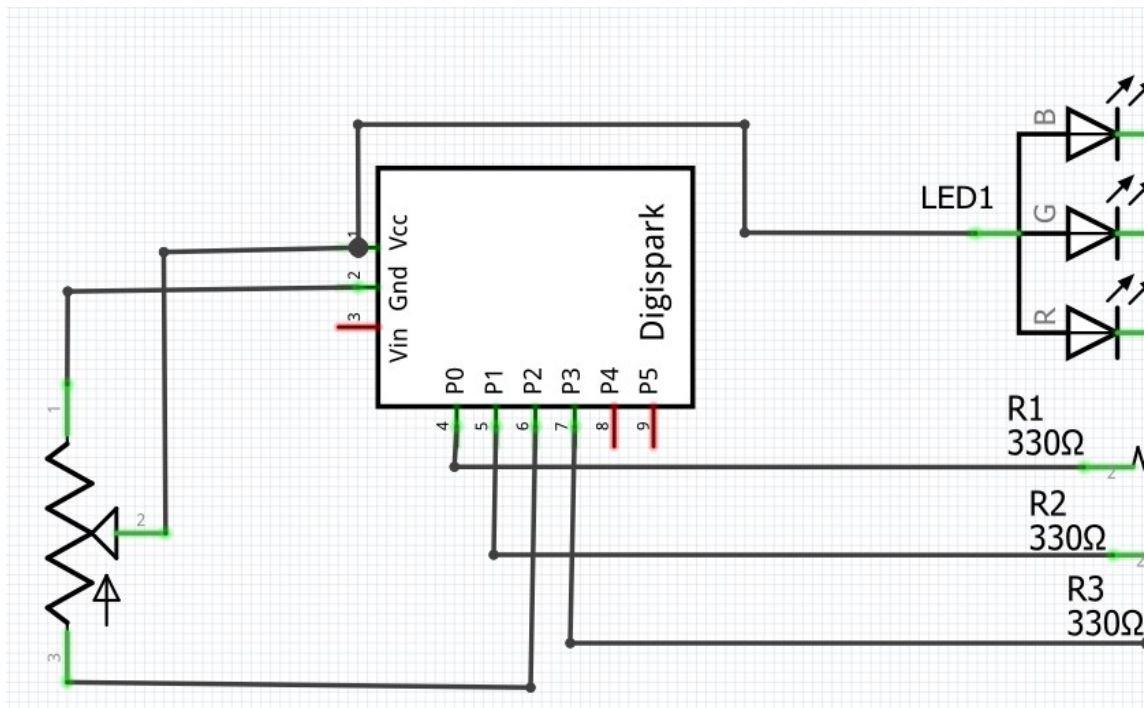 B
LED1
G
R
1
Vcc
2
Gnd
3
Vin
Digispark
P0
P1
P2
P3
P4
P5
4
5
6
7
8
9
1
2
3
R1
330Ω
2
R2
330Ω
2
R3
330Ω